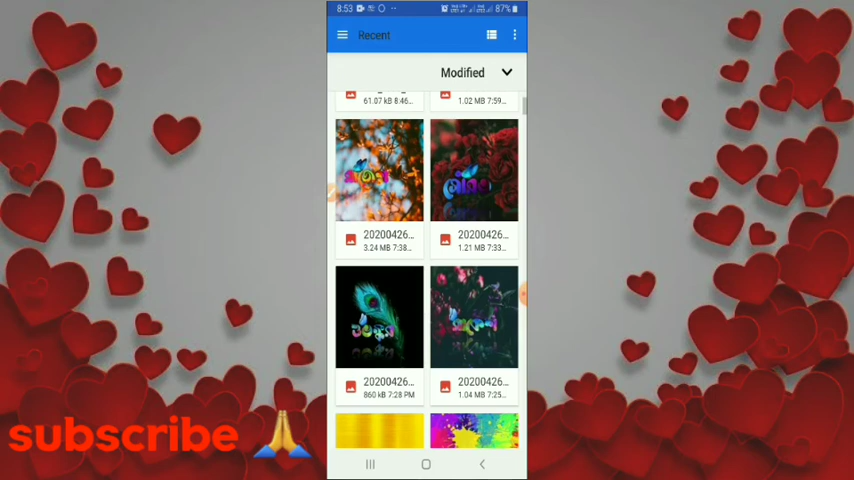 8:53
87%
Recent
Modified
61.07 kB 8:46...
1.02 MB 7:59...
20200426...
3.24 MB 7:38...
20200426...
1.21 MB 7:33...
20200426...
860 kB 7:28 PM
20200426...
1.04 MB 7:25...
subscribe 🙏